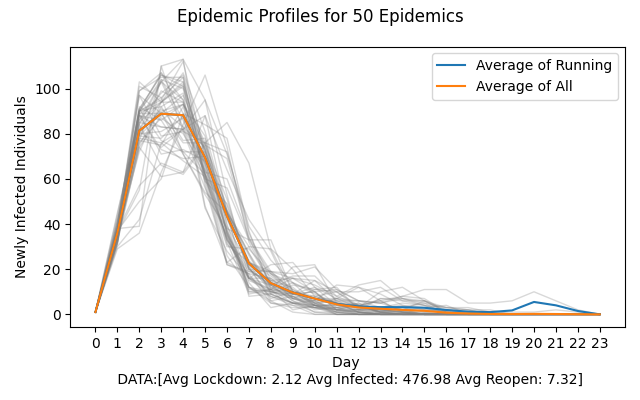 Epidemic Profiles for 50 Epidemics
Newly Infected Individuals
100
80
60
40
20
0
Average of Running
Average of All
0 1 2 3 4 5 6 7 8 9 10 11 12 13 14 15 16 17 18 19 20 21 22 23
Day
DATA:[Avg Lockdown: 2.12 Avg Infected: 476.98 Avg Reopen: 7.32]